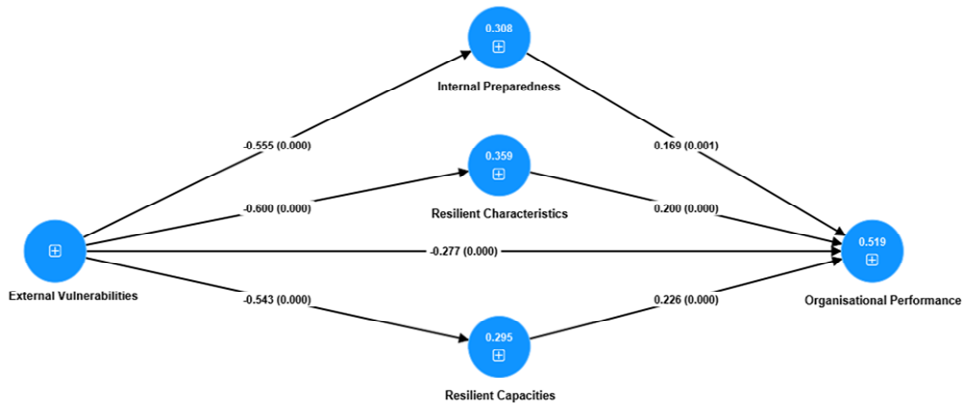 0.308
Internal Preparedness
-0.555 (0.000)
0.169 (0.001)
0.359
Resilient Characteristics
-0.600 (0.000)
0.200 (0.000)
External Vulnerabilities
-0.277 (0.000)
0.519
Organisational Performance
-0.543 (0.000)
0.226 (0.000)
0.295
Resilient Capacities